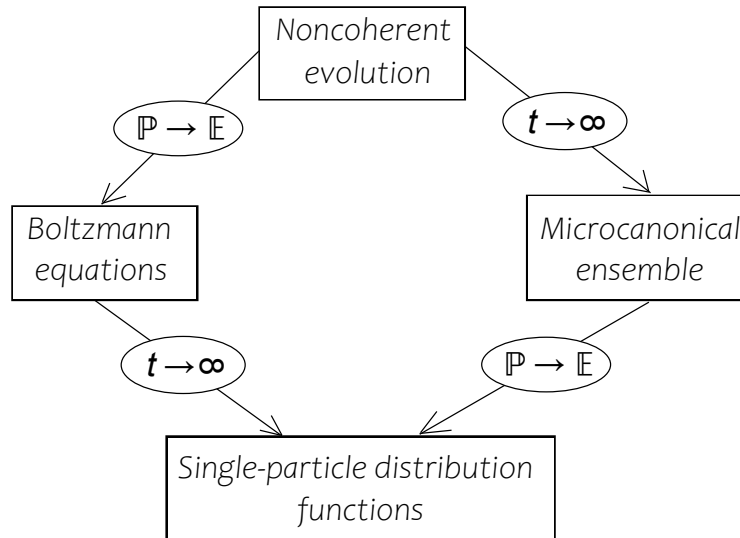 Noncoherent
evolution
ℙ → 𝔼
t → ∞
Boltzmann
equations
Microcanonical
ensemble
t → ∞
ℙ → 𝔼
Single-particle distribution
functions